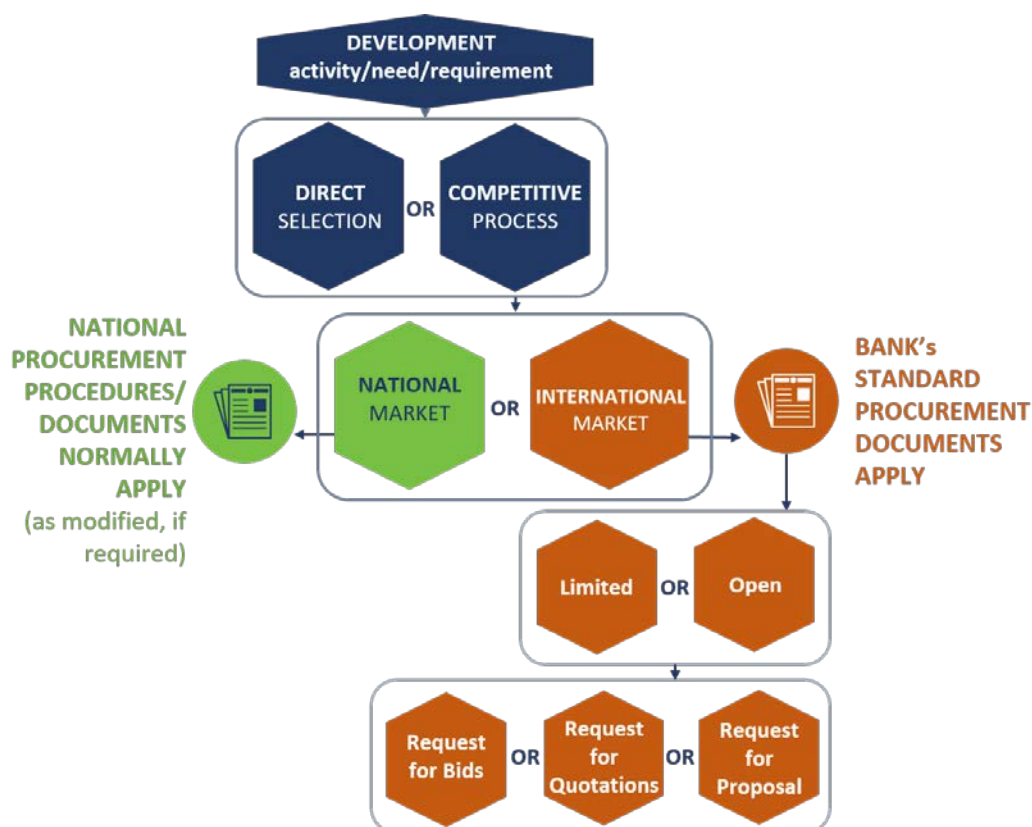 DEVELOPMENT
activity/need/requirement
DIRECT
SELECTION
OR
COMPETITIVE
PROCESS
NATIONAL
PROCUREMENT
PROCEDURES/
DOCUMENTS
NORMALLY
APPLY
(as modified, if
required)
NATIONAL
MARKET
OR
INTERNATIONAL
MARKET
BANK's
STANDARD
PROCUREMENT
DOCUMENTS
APPLY
Limited
OR
Open
Request
for Bids
OR
Request
for
Quotations
OR
Request
for
Proposal